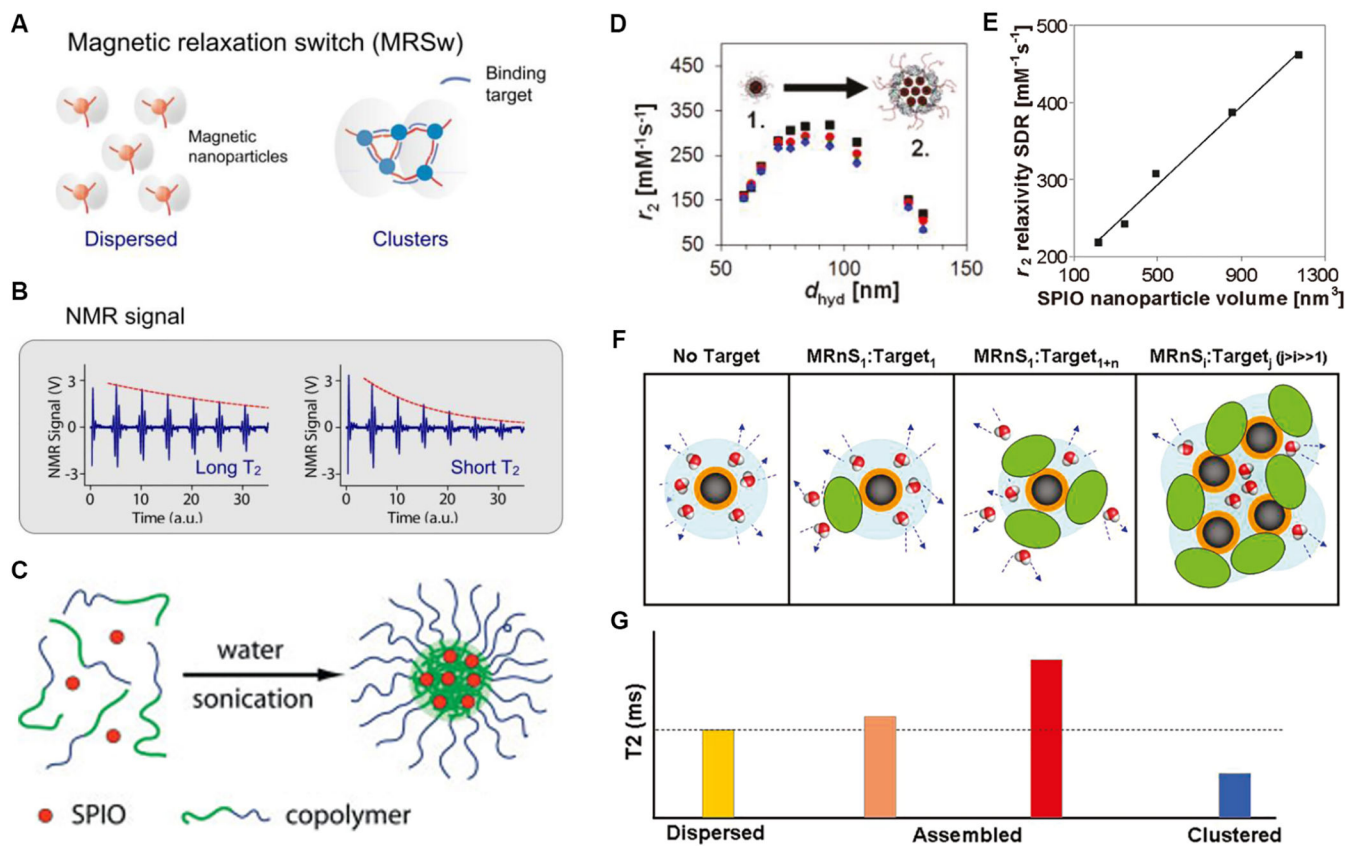 A
Magnetic relaxation switch (MRSw)
Binding
target
Magnetic
nanoparticles
Dispersed
Clusters
B
NMR signal
NMR Signal (V)
3
0
-3
Long T2
0 10 20 30
Time (a.u.)
NMR Signal (V)
3
0
-3
Short T2
0 10 20 30
Time (a.u.)
C
water
sonication
SPIO
copolymer
D
r2 [mM-1s-1]
450
350
250
150
50
1.
2.
50 100 150
dhyd [nm]
E
r2 relaxivity SDR [mM-1s-1]
500
400
300
200
100 500 900 1300
SPIO nanoparticle volume [nm3]
F
No Target
MRnS1:Target1
MRnS1:Target1+n
MRnSi:Targetj (j>i>>1)
G
T2 (ms)
Dispersed
Assembled
Clustered